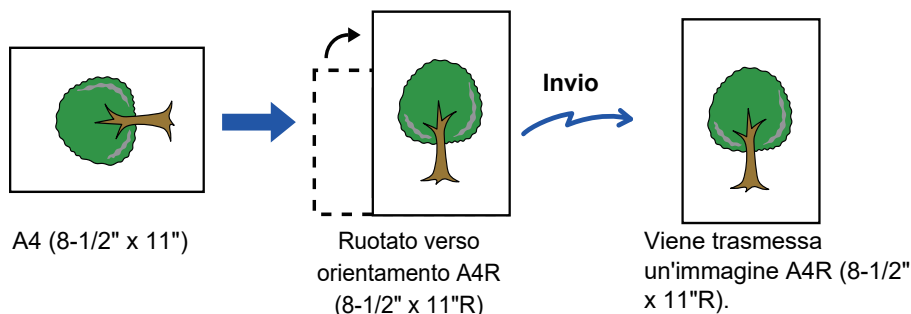 Invio
A4 (8-1/2" x 11")
Ruotato verso
orientamento A4R
(8-1/2" x 11"R)
Viene trasmessa
un'immagine A4R (8-1/2"
x 11"R).